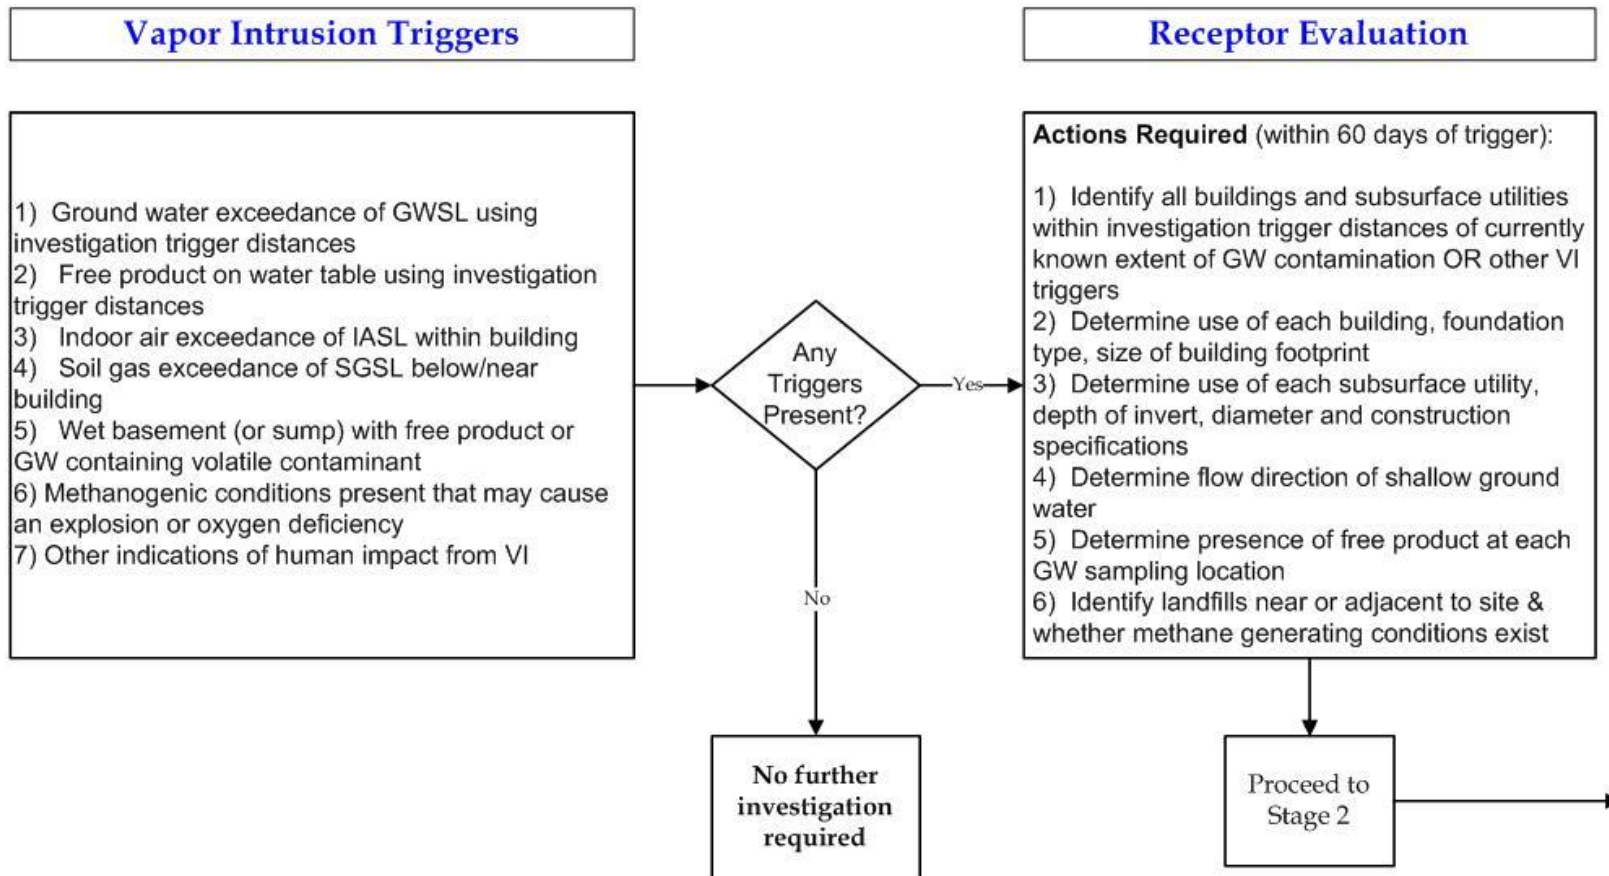 Vapor Intrusion Triggers
1) Ground water exceedance of GWSL using
investigation trigger distances
2) Free product on water table using investigation
trigger distances
3) Indoor air exceedance of IASL within building
4) Soil gas exceedance of SGSL below/near
building
5) Wet basement (or sump) with free product or
GW containing volatile contaminant
6) Methanogenic conditions present that may cause
an explosion or oxygen deficiency
7) Other indications of human impact from VI
Any
Triggers
Present?
Yes
No
No further
investigation
required
Receptor Evaluation
Actions Required (within 60 days of trigger):
1) Identify all buildings and subsurface utilities
within investigation trigger distances of currently
known extent of GW contamination OR other VI
triggers
2) Determine use of each building, foundation
type, size of building footprint
3) Determine use of each subsurface utility,
depth of invert, diameter and construction
specifications
4) Determine flow direction of shallow ground
water
5) Determine presence of free product at each
GW sampling location
6) Identify landfills near or adjacent to site &
whether methane generating conditions exist
Proceed to
Stage 2